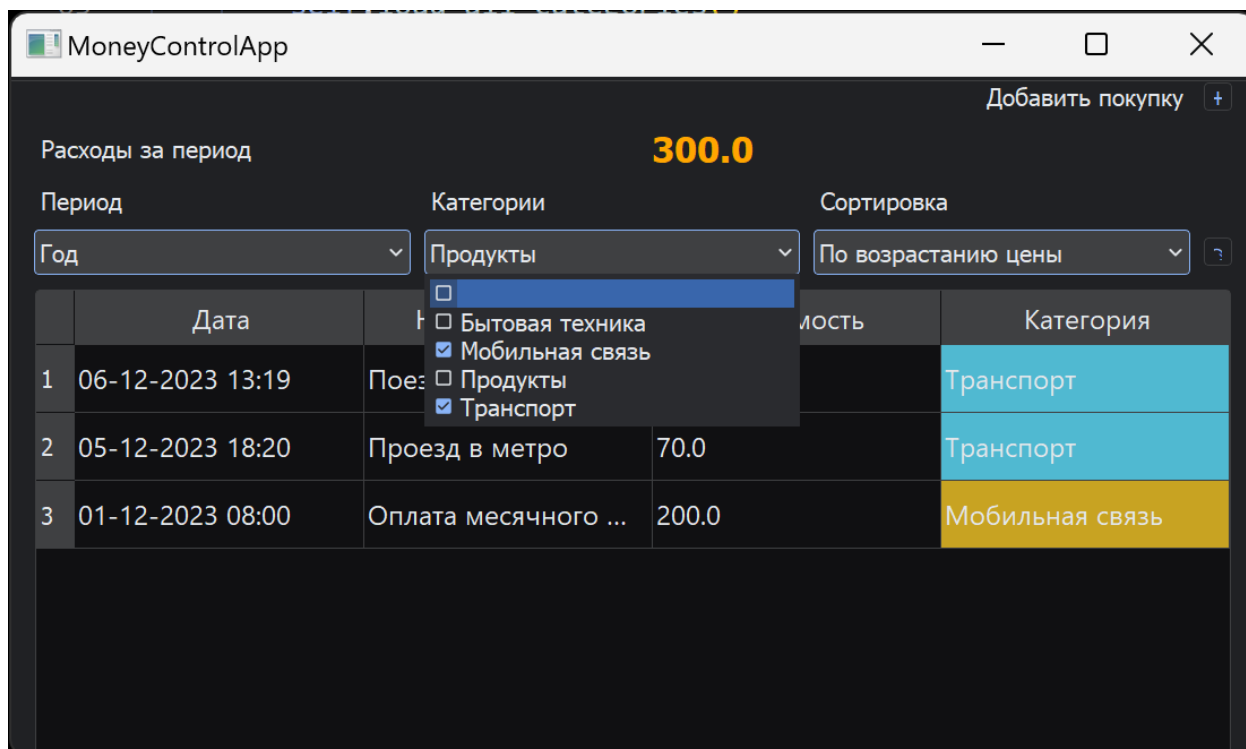 MoneyControlApp
Добавить покупку +
Расходы за период 300.0
Период Категории Сортировка
Год Продукты По возрастанию цены
Бытовая техника
Мобильная связь
Продукты
Транспорт
Дата Категория
1 06-12-2023 13:19 Транспорт
2 05-12-2023 18:20 Проезд в метро 70.0 Транспорт
3 01-12-2023 08:00 Оплата месячного ... 200.0 Мобильная связь